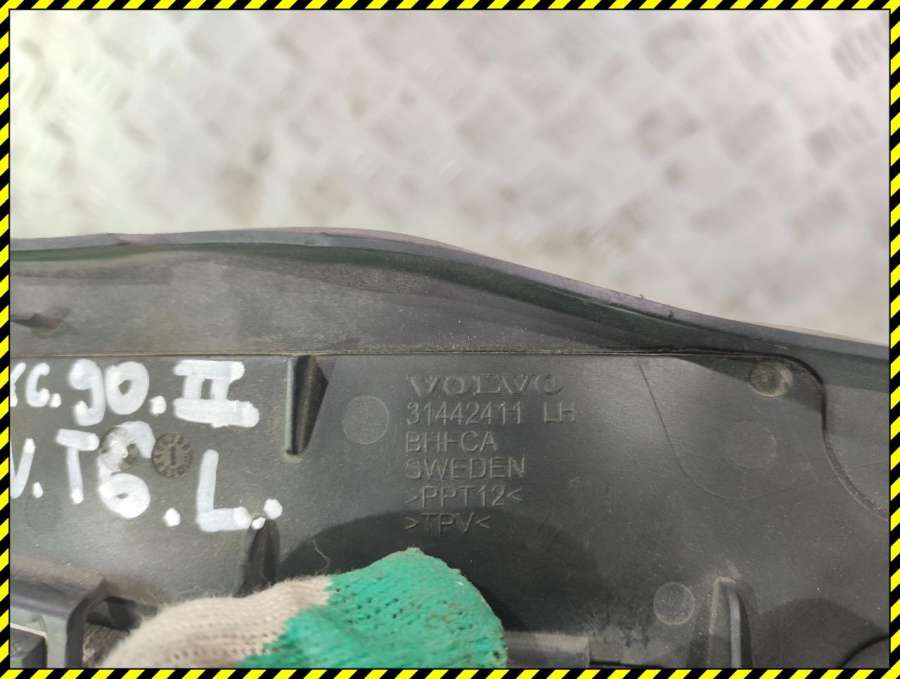 xc.90.II
V.T6.L.
VOLVO
31442411 LH
BHFCA
SWEDEN
>PPT12<
>TPV<